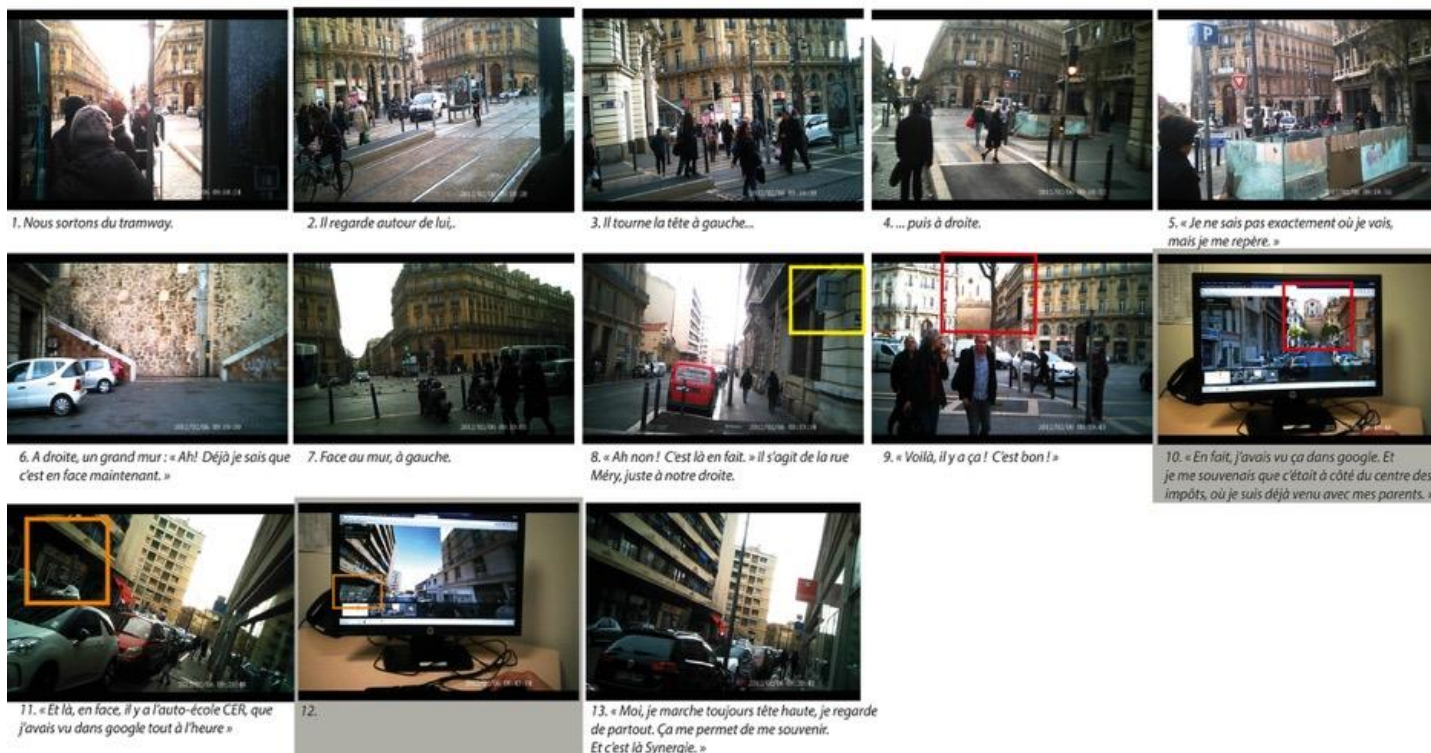 1. Nous sortons du tramway.
2. Il regarde autour de lui,.
3. Il tourne la tête à gauche...
4. ... puis à droite.
5. « Je ne sais pas exactement où je vais,
mais je me repère. »
6. A droite, un grand mur : « Ah! Déjà je sais que
c'est en face maintenant. »
7. Face au mur, à gauche.
8. « Ah non ! C'est là en fait. » Il s'agit de la rue
Méry, juste à notre droite.
9. « Voilà, il y a ça ! C'est bon ! »
10. « En fait, j'avais vu ça dans google. Et
je me souvenais que c'était à côté du centre des
impôts, où je suis déjà venu avec mes parents. »
11. « Et là, en face, il y a l'auto-école CER, que
j'avais vu dans google tout à l'heure »
12.
13. « Moi, je marche toujours tête haute, je regarde
de partout. Ça me permet de me souvenir.
Et c'est là Synergie. »